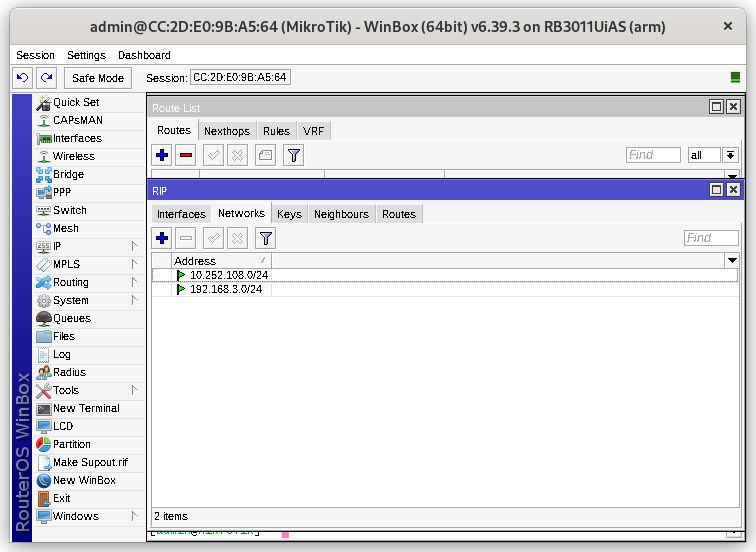 admin@CC:2D:E0:9B:A5:64 (MikroTik) - WinBox (64bit) v6.39.3 on RB3011UiAS (arm)
Session Settings Dashboard
Safe Mode Session: CC:2D:E0:9B:A5:64
RouterOS WinBox
Quick Set
CAPsMAN
Interfaces
Wireless
Bridge
PPP
Switch
Mesh
IP
MPLS
Routing
System
Queues
Files
Log
Radius
Tools
New Terminal
LCD
Partition
Make Supout.rif
New WinBox
Exit
Windows
Route List
Routes Nexthops Rules VRF
Find all
RIP
Interfaces Networks Keys Neighbours Routes
Find
Address
10.252.108.0/24
192.168.3.0/24
2 items